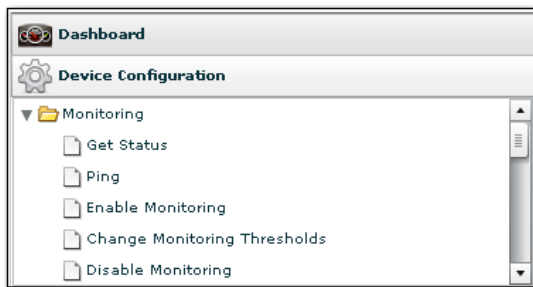 Dashboard
Device Configuration
Monitoring
Get Status
Ping
Enable Monitoring
Change Monitoring Thresholds
Disable Monitoring